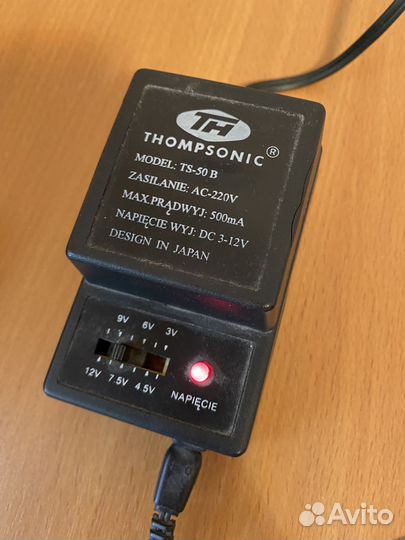 TH
THOMPSONIC ®
MODEL: TS-50 B
ZASILANIE: AC-220V
MAX.PRĄDWYJ: 500mA
NAPIĘCIE WYJ: DC 3-12V
DESIGN IN JAPAN
9V 6V 3V
12V 7.5V 4.5V
NAPIĘCIE
Avito